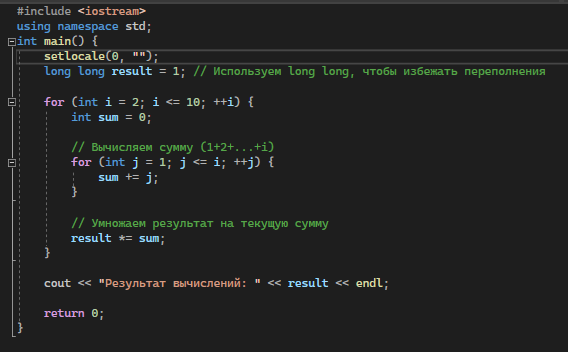 #include <iostream>
using namespace std;
int main() {
setlocale(0, "");
long long result = 1; // Используем long long, чтобы избежать переполнения
for (int i = 2; i <= 10; ++i) {
int sum = 0;
// Вычисляем сумму (1+2+...+i)
for (int j = 1; j <= i; ++j) {
sum += j;
}
// Умножаем результат на текущую сумму
result *= sum;
}
cout << "Результат вычислений: " << result << endl;
return 0;
}